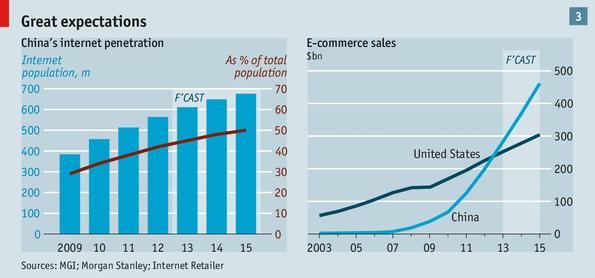 Great expectations
3
China's internet penetration
Internet
population, m
As % of total
population
F'CAST
700
600
500
400
300
200
100
0
70
60
50
40
30
20
10
0
2009 10 11 12 13 14 15
E-commerce sales
$bn
F'CAST
500
400
300
200
100
0
United States
China
2003 05 07 09 11 13 15
Sources: MGI; Morgan Stanley; Internet Retailer